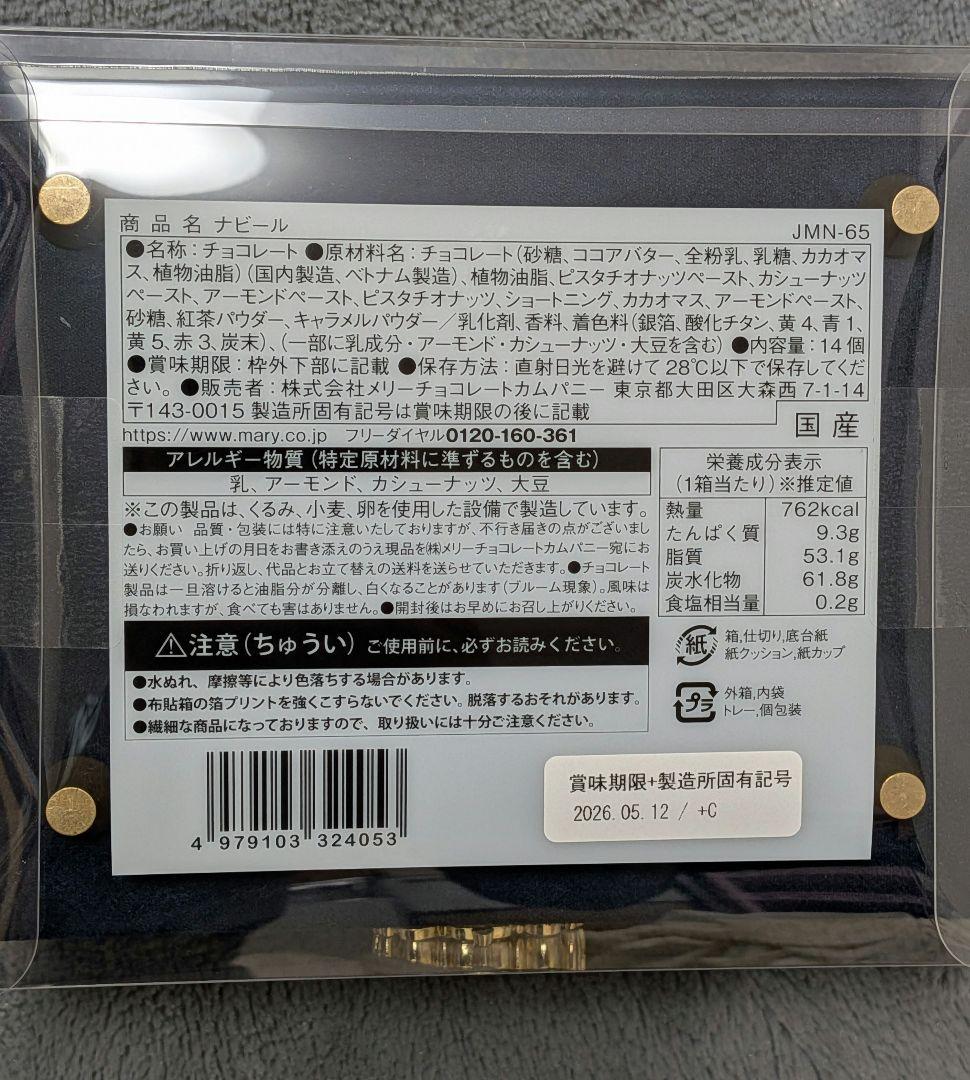 商品名 ナビール
JMN-65
●名称：チョコレート ●原材料名：チョコレート(砂糖、ココアバター、全粉乳、乳糖、カカオマ
ス、植物油脂)(国内製造、ベトナム製造)、植物油脂、ピスタチオナッツペースト、カシューナッツ
ペースト、アーモンドペースト、ピスタチオナッツ、ショートニング、カカオマス、アーモンドペースト、
砂糖、紅茶パウダー、キャラメルパウダー／乳化剤、香料、着色料(銀箔、酸化チタン、黄4、青1、
黄5、赤3、炭末)、(一部に乳成分・アーモンド・カシューナッツ・大豆を含む) ●内容量：14個
●賞味期限：枠外下部に記載 ●保存方法：直射日光を避けて28℃以下で保存してくだ
さい。 ●販売者：株式会社メリーチョコレートカムパニー 東京都大田区大森西7-1-14
〒143-0015 製造所固有記号は賞味期限の後に記載
国産
https://www.mary.co.jp フリーダイヤル0120-160-361
アレルギー物質(特定原材料に準ずるものを含む)
乳、アーモンド、カシューナッツ、大豆
※この製品は、くるみ、小麦、卵を使用した設備で製造しています。
●お願い 品質・包装には特に注意いたしておりますが、不行き届きの点がございまし
たら、お買い上げの月日をお書き添えのうえ現品を㈱メリーチョコレートカムパニー宛にお
送りください。折り返し、代品とお立て替えの送料を送らせていただきます。●チョコレート
製品は一旦溶けると油脂分が分離し、白くなることがあります(ブルーム現象)。風味は
損なわれますが、食べても害はありません。●開封後はお早めにお召し上がりください。
栄養成分表示
(1箱当たり)※推定値
熱量 762kcal
たんぱく質 9.3g
脂質 53.1g
炭水化物 61.8g
食塩相当量 0.2g
⚠注意(ちゅうい) ご使用前に、必ずお読みください。
●水ぬれ、摩擦等により色落ちする場合があります。
●布貼箱の箔プリントを強くこすらないでください。脱落するおそれがあります。
●繊細な商品になっておりますので、取り扱いには十分ご注意ください。
紙
箱,仕切り,底台紙
紙クッション,紙カップ
プラ
外箱,内袋
トレー,個包装
4 979103 324053
賞味期限+製造所固有記号
2026.05.12 / +C